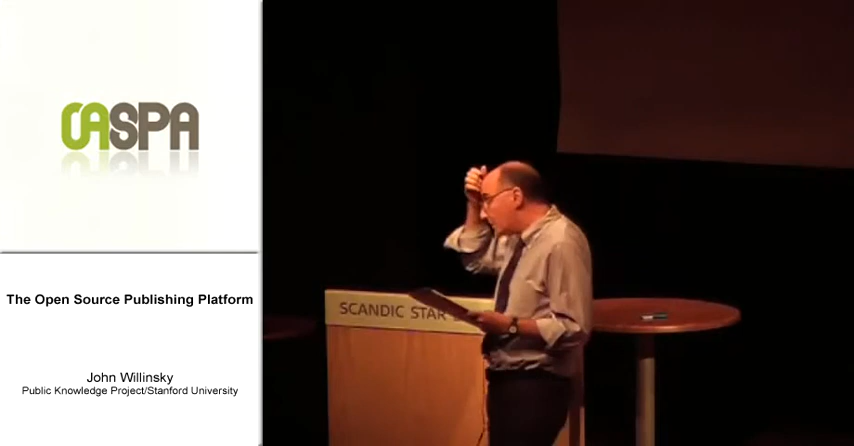 OASPA
The Open Source Publishing Platform
John Willinsky
Public Knowledge Project/Stanford University
SCANDIC STAR